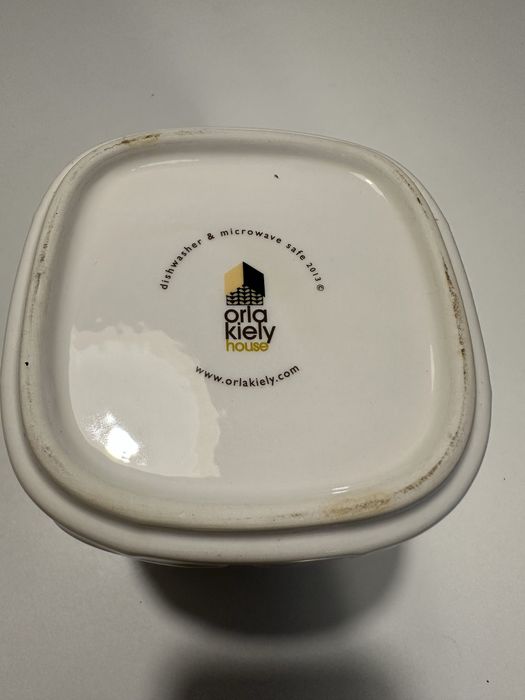 dishwasher & microwave safe 2013 ©
orla
kiely
house
www.orlakiely.com